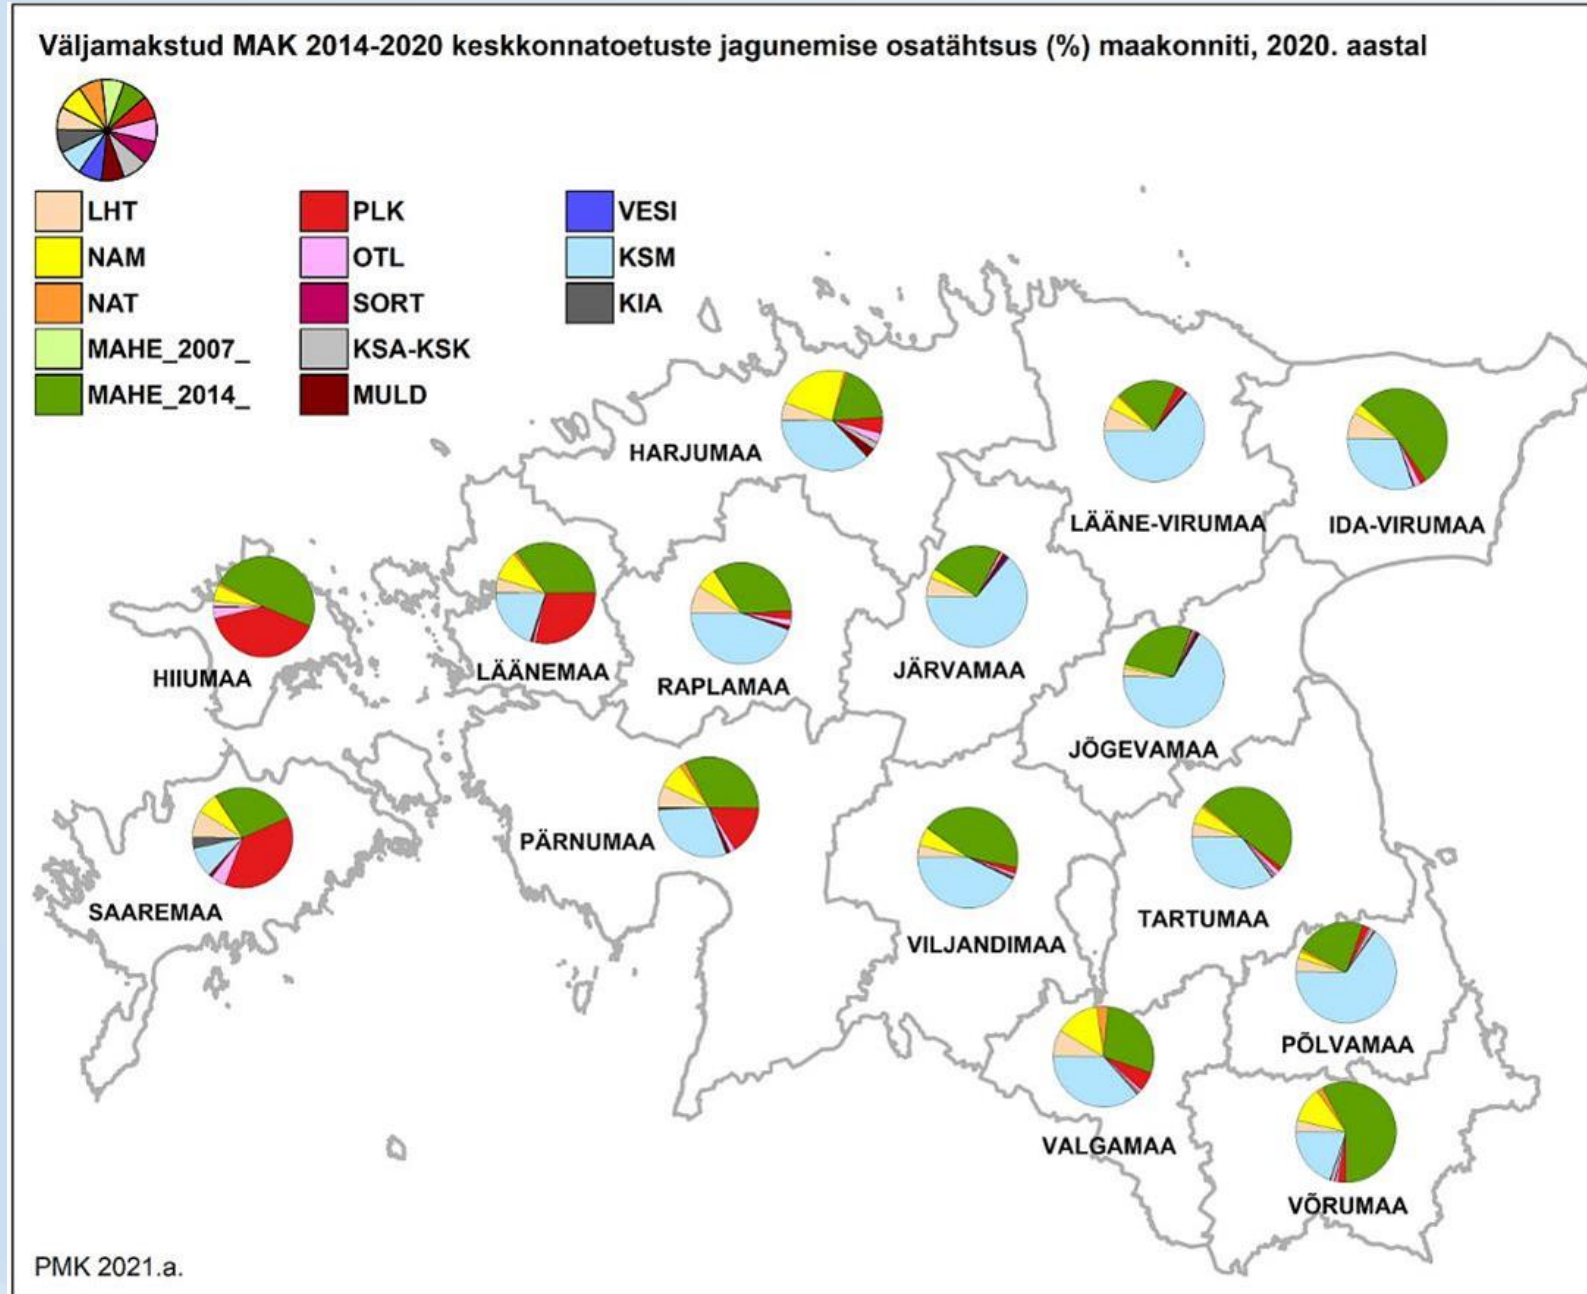 Väljamakstud MAK 2014-2020 keskkonnatoetuste jagunemise osatähtsus (%) maakonniti, 2020. aastal
LHT
NAM
NAT
MAHE_2007_
MAHE_2014_
PLK
OTL
SORT
KSA-KSK
MULD
VESI
KSM
KIA
HARJUMAA
LÄÄNE-VIRUMAA
IDA-VIRUMAA
HIIUMAA
LÄÄNEMAA
RAPLAMAA
JÄRVAMAA
JÕGEVAMAA
SAAREMAA
PÄRNUMAA
VILJANDIMAA
TARTUMAA
PÕLVAMAA
VALGAMAA
VÕRUMAA
PMK 2021.a.